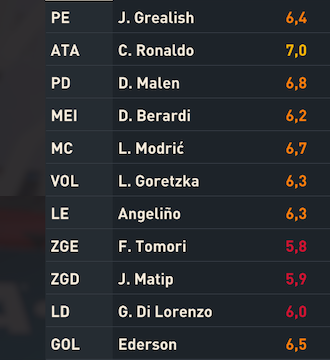 PE J. Grealish 6,4
ATA C. Ronaldo 7,0
PD D. Malen 6,8
MEI D. Berardi 6,2
MC L. Modrić 6,7
VOL L. Goretzka 6,3
LE Angeliño 6,3
ZGE F. Tomori 5,8
ZGD J. Matip 5,9
LD G. Di Lorenzo 6,0
GOL Ederson 6,5